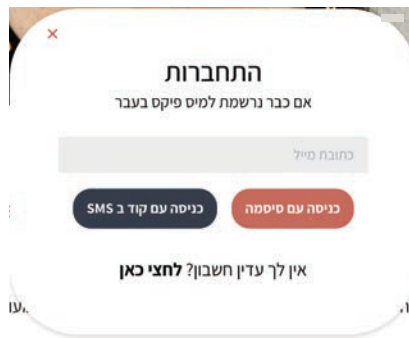 ×
התחברות
אם כבר נרשמת למיס פיקס בעבר
כתובת מייל
כניסה עם סיסמה
כניסה עם קוד ב SMS
אין לך עדין חשבון? לחצי כאן